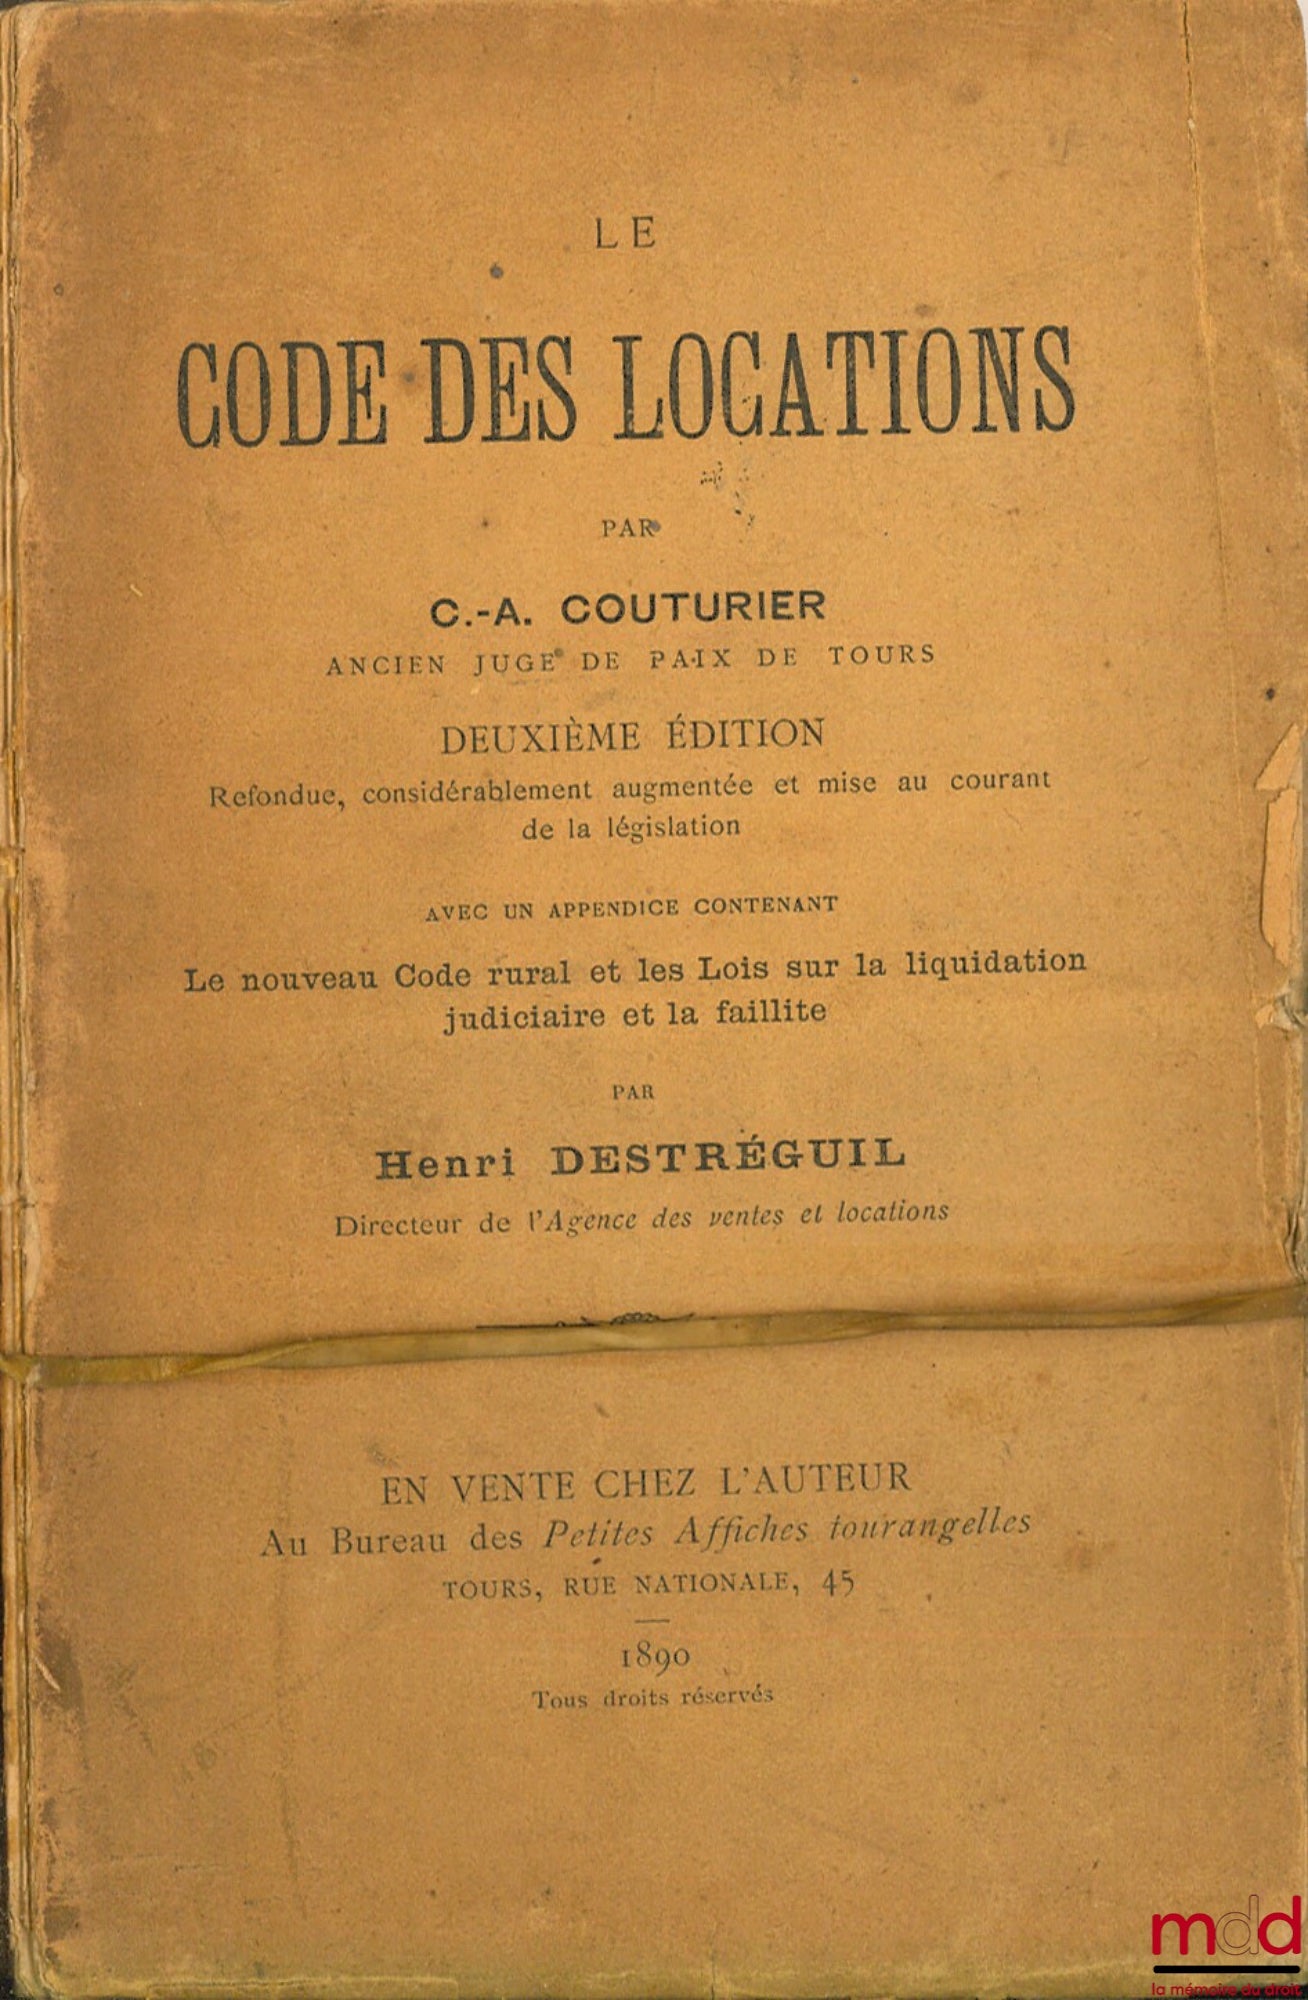 LE
CODE DES LOCATIONS
PAR
C.-A. COUTURIER
ANCIEN JUGE DE PAIX DE TOURS
DEUXIÈME ÉDITION
Refondue, considérablement augmentée et mise au courant
de la législation
AVEC UN APPENDICE CONTENANT
Le nouveau Code rural et les Lois sur la liquidation
judiciaire et la faillite
PAR
Henri DESTRÉGUIL
Directeur de l'Agence des ventes et locations
EN VENTE CHEZ L'AUTEUR
Au Bureau des Petites Affiches tourangelles
TOURS, RUE NATIONALE, 45
1890
Tous droits réservés
mdd
la mémoire du droit